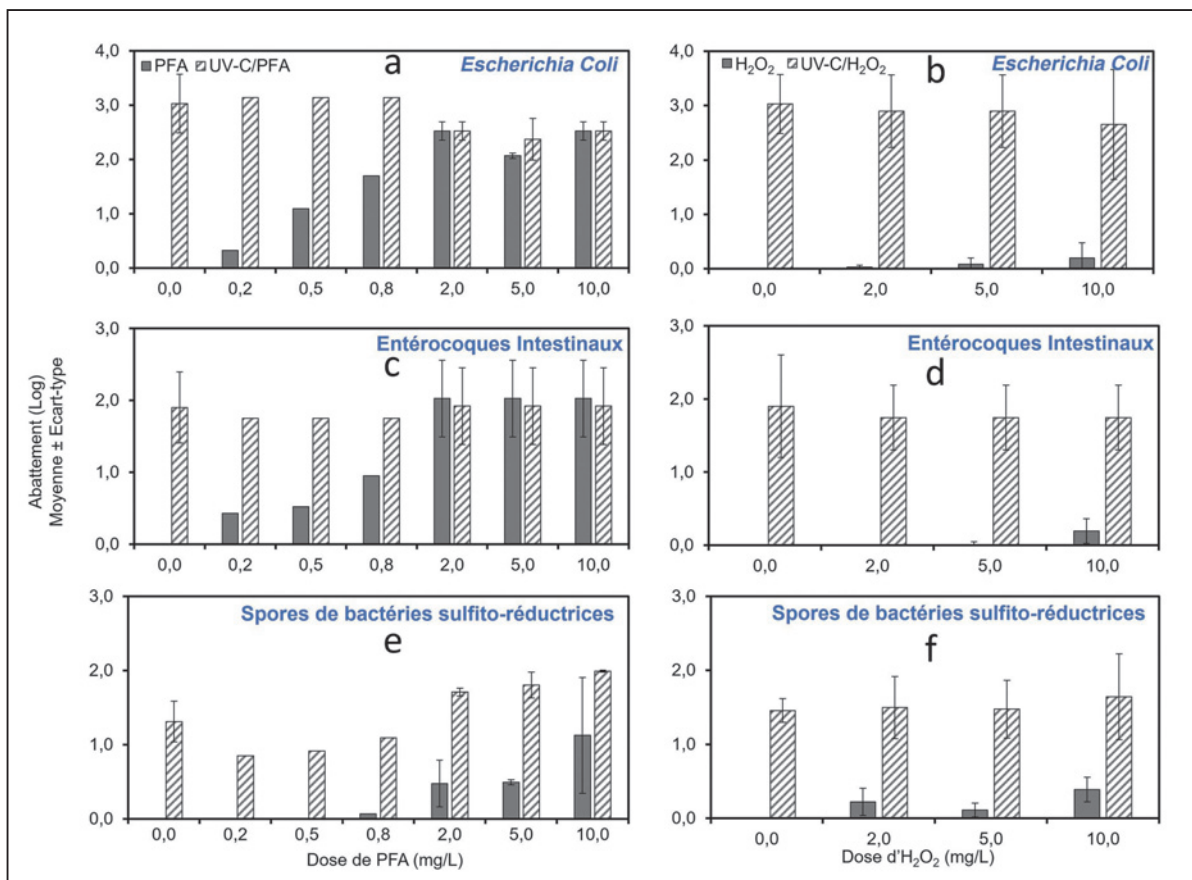 Abattement (Log)
Moyenne ± Ecart-type
4,0
3,0
2,0
1,0
0,0
PFA UV-C/PFA
a
Escherichia Coli
0,0 0,2 0,5 0,8 2,0 5,0 10,0
4,0
3,0
2,0
1,0
0,0
H₂O₂ UV-C/H₂O₂
b
Escherichia Coli
0,0 2,0 5,0 10,0
3,0
2,0
1,0
0,0
Entérocoques Intestinaux
c
0,0 0,2 0,5 0,8 2,0 5,0 10,0
3,0
2,0
1,0
0,0
Entérocoques Intestinaux
d
0,0 2,0 5,0 10,0
3,0
2,0
1,0
0,0
Spores de bactéries sulfito-réductrices
e
0,0 0,2 0,5 0,8 2,0 5,0 10,0
Dose de PFA (mg/L)
3,0
2,0
1,0
0,0
Spores de bactéries sulfito-réductrices
f
0,0 2,0 5,0 10,0
Dose d'H₂O₂ (mg/L)